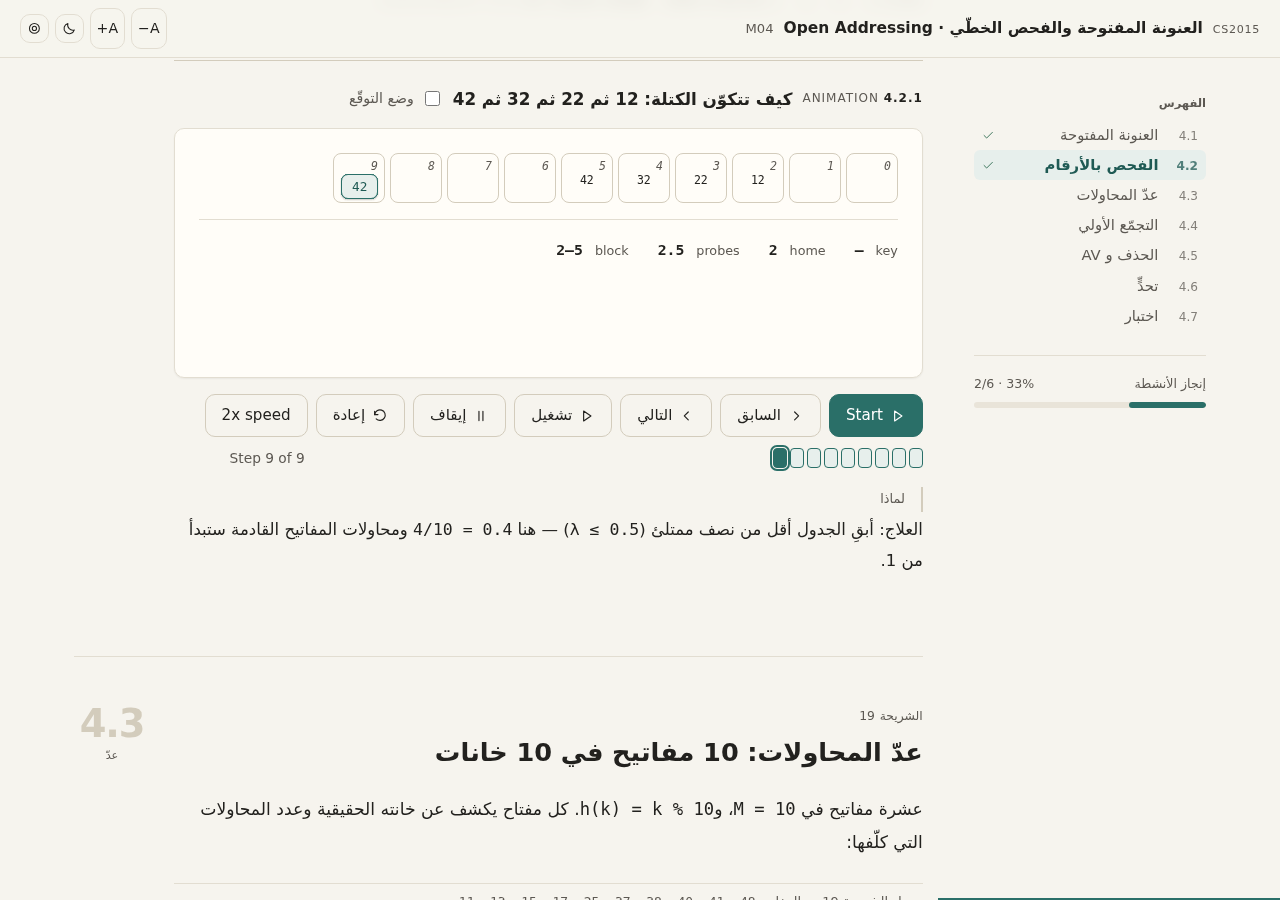 CS2015 العنونة المفتوحة والفحص الخطّي · Open Addressing M04
A− A+
الفهرس
4.1 العنونة المفتوحة
4.2 الفحص بالأرقام
4.3 عدّ المحاولات
4.4 التجمّع الأولي
4.5 الحذف و AV
4.6 تحدٍّ
4.7 اختبار
إنجاز الأنشطة 2/6 · 33%
ANIMATION 4.2.1 كيف تتكوّن الكتلة: 12 ثم 22 ثم 32 ثم 42 وضع التوقّع
0 1 2 3 4 5 6 7 8 9
12 22 32 42 42
key — home 2 probes 2.5 block 2–5
Start السابق التالي تشغيل إيقاف إعادة 2x speed
Step 9 of 9
لماذا
العلاج: أبقِ الجدول أقل من نصف ممتلئ (λ ≤ 0.5) — هنا 4/10 = 0.4 ومحاولات المفاتيح القادمة ستبدأ
من 1.
4.3
عدّ
الشريحة 19
عدّ المحاولات: 10 مفاتيح في 10 خانات
عشرة مفاتيح في M = 10، وh(k) = k % 10. كل مفتاح يكشف عن خانته الحقيقية وعدد المحاولات
التي كلّفها: